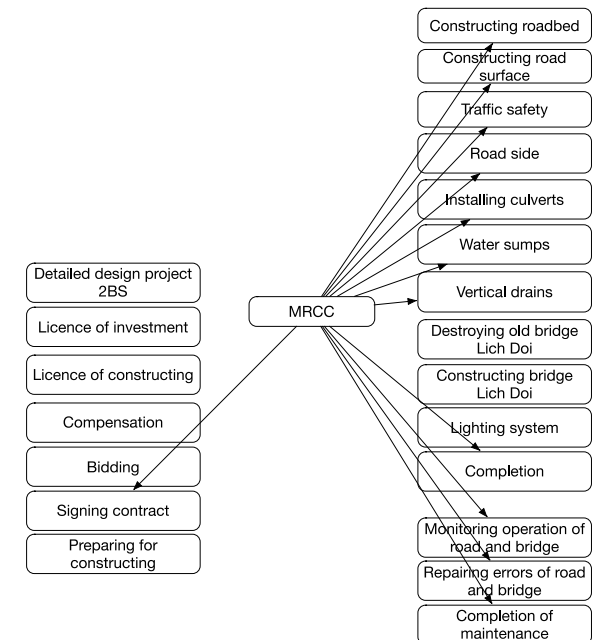 Constructing roadbed
Constructing road
surface
Traffic safety
Road side
Installing culverts
Water sumps
Vertical drains
Destroying old bridge
Lich Doi
Constructing bridge
Lich Doi
Lighting system
Completion
Monitoring operation of
road and bridge
Repairing errors of road
and bridge
Completion of
maintenance
MRCC
Detailed design project
2BS
Licence of investment
Licence of constructing
Compensation
Bidding
Signing contract
Preparing for
constructing